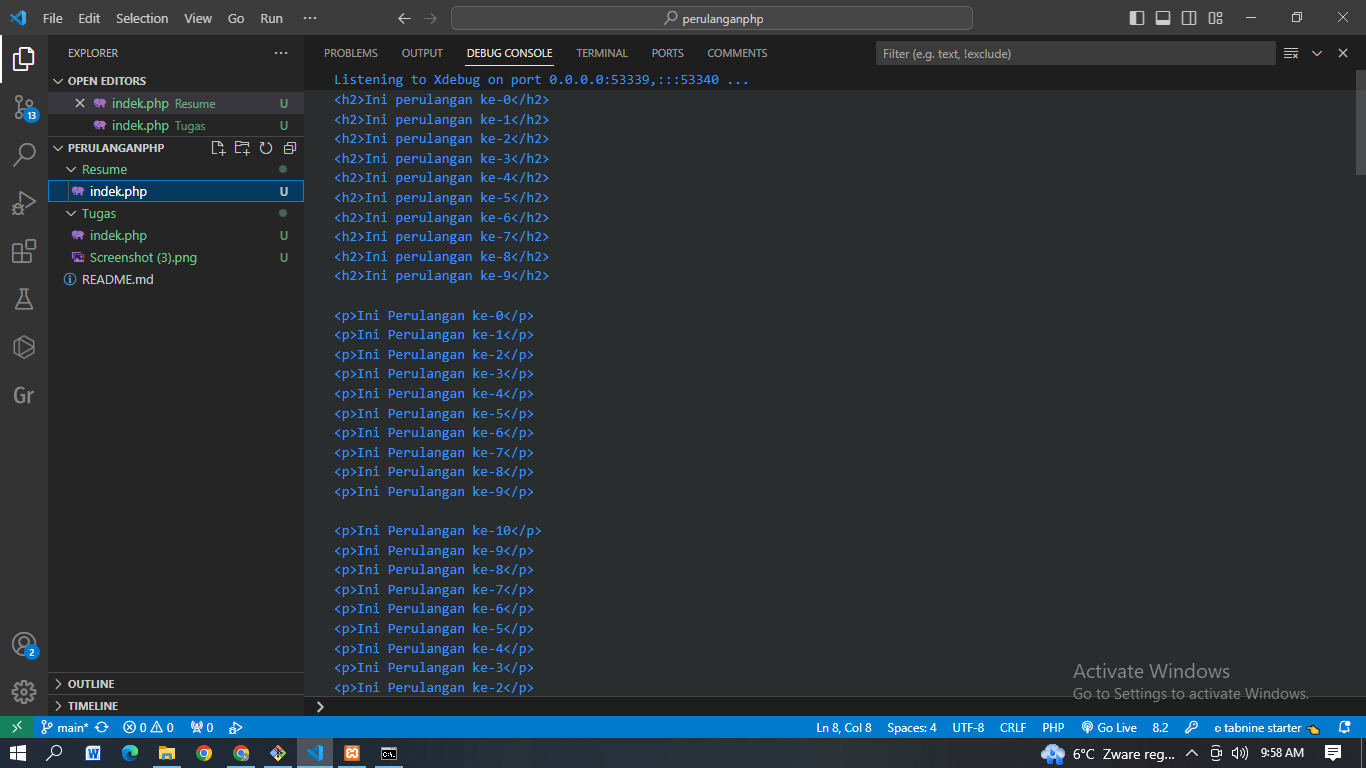 File Edit Selection View Go Run ··· perulanganphp
EXPLORER ···
OPEN EDITORS
indek.php Resume U
indek.php Tugas U
PERULANGANPHP
Resume
indek.php U
Tugas
indek.php U
Screenshot (3).png U
README.md
OUTLINE
TIMELINE
13
Gr
2
PROBLEMS OUTPUT DEBUG CONSOLE TERMINAL PORTS COMMENTS Filter (e.g. text, !exclude)
Listening to Xdebug on port 0.0.0.0:53339,:::53340 ...
<h2>Ini perulangan ke-0</h2>
<h2>Ini perulangan ke-1</h2>
<h2>Ini perulangan ke-2</h2>
<h2>Ini perulangan ke-3</h2>
<h2>Ini perulangan ke-4</h2>
<h2>Ini perulangan ke-5</h2>
<h2>Ini perulangan ke-6</h2>
<h2>Ini perulangan ke-7</h2>
<h2>Ini perulangan ke-8</h2>
<h2>Ini perulangan ke-9</h2>
<p>Ini Perulangan ke-0</p>
<p>Ini Perulangan ke-1</p>
<p>Ini Perulangan ke-2</p>
<p>Ini Perulangan ke-3</p>
<p>Ini Perulangan ke-4</p>
<p>Ini Perulangan ke-5</p>
<p>Ini Perulangan ke-6</p>
<p>Ini Perulangan ke-7</p>
<p>Ini Perulangan ke-8</p>
<p>Ini Perulangan ke-9</p>
<p>Ini Perulangan ke-10</p>
<p>Ini Perulangan ke-9</p>
<p>Ini Perulangan ke-8</p>
<p>Ini Perulangan ke-7</p>
<p>Ini Perulangan ke-6</p>
<p>Ini Perulangan ke-5</p>
<p>Ini Perulangan ke-4</p>
<p>Ini Perulangan ke-3</p>
<p>Ini Perulangan ke-2</p>
Activate Windows
Go to Settings to activate Windows.
main* 0 0 0 Ln 8, Col 8 Spaces: 4 UTF-8 CRLF PHP Go Live 8.2 tabnine starter
6°C Zware reg... 9:58 AM